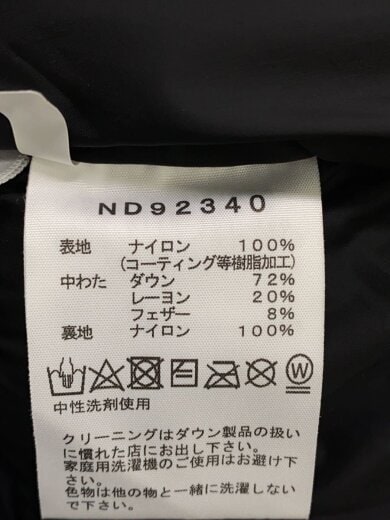 ND92340
表地 ナイロン 100%
(コーティング等樹脂加工)
中わた ダウン 72%
レーヨン 20%
フェザー 8%
裏地 ナイロン 100%
W
中性洗剤使用
クリーニングはダウン製品の扱い
に慣れた店にお出し下さい。
家庭用洗濯機のご使用はお避け下
さい。
色物は他の物と一緒に洗濯しない
で下さい。